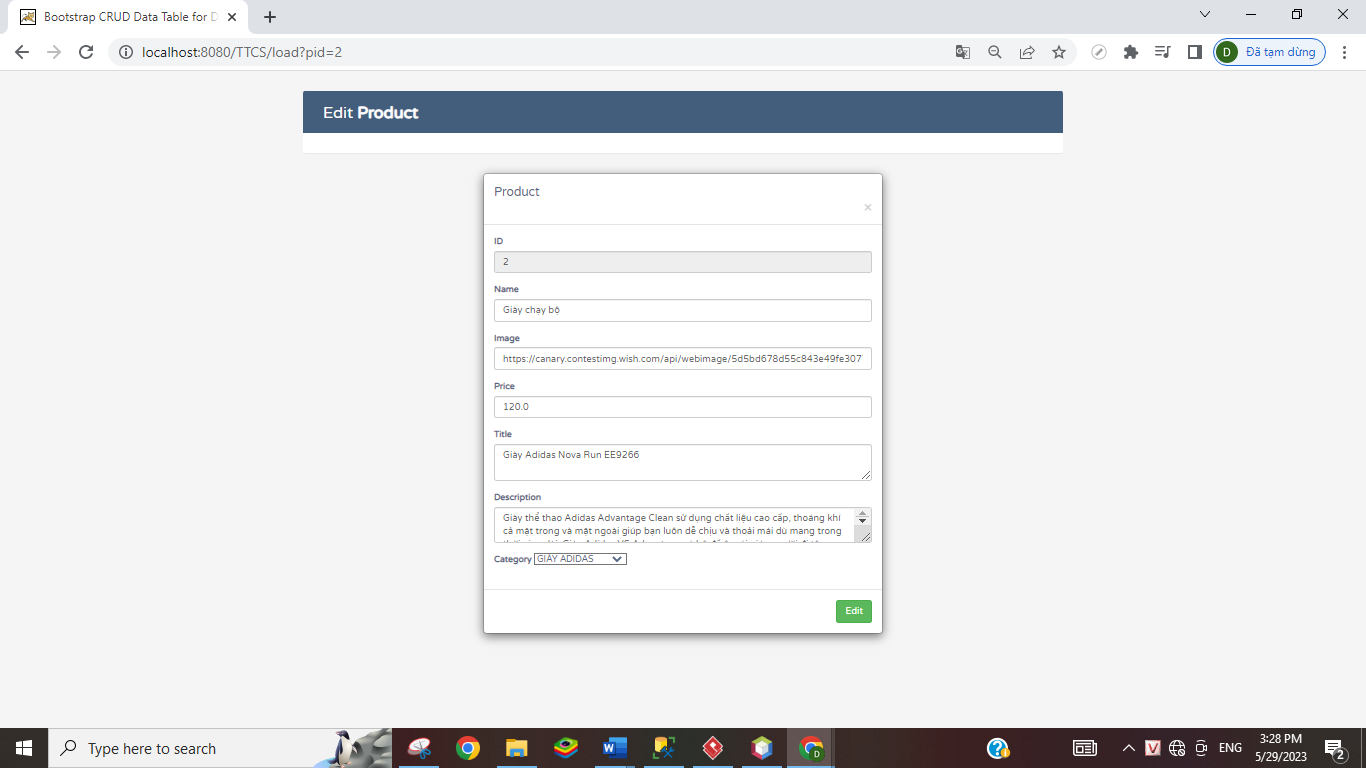 Bootstrap CRUD Data Table for D
localhost:8080/TTCS/load?pid=2
D Đã tạm dừng
Edit Product
Product
×
ID
2
Name
Giày chạy bộ
Image
https://canary.contestimg.wish.com/api/webimage/5d5bd678d55c843e49fe307
Price
120.0
Title
Giày Adidas Nova Run EE9266
Description
Giày thể thao Adidas Advantage Clean sử dụng chất liệu cao cấp, thoáng khí
cả mặt trong và mặt ngoài giúp bạn luôn dễ chịu và thoải mái dù mang trong
Category GIÀY ADIDAS
Edit
Type here to search
ENG
3:28 PM
5/29/2023
2